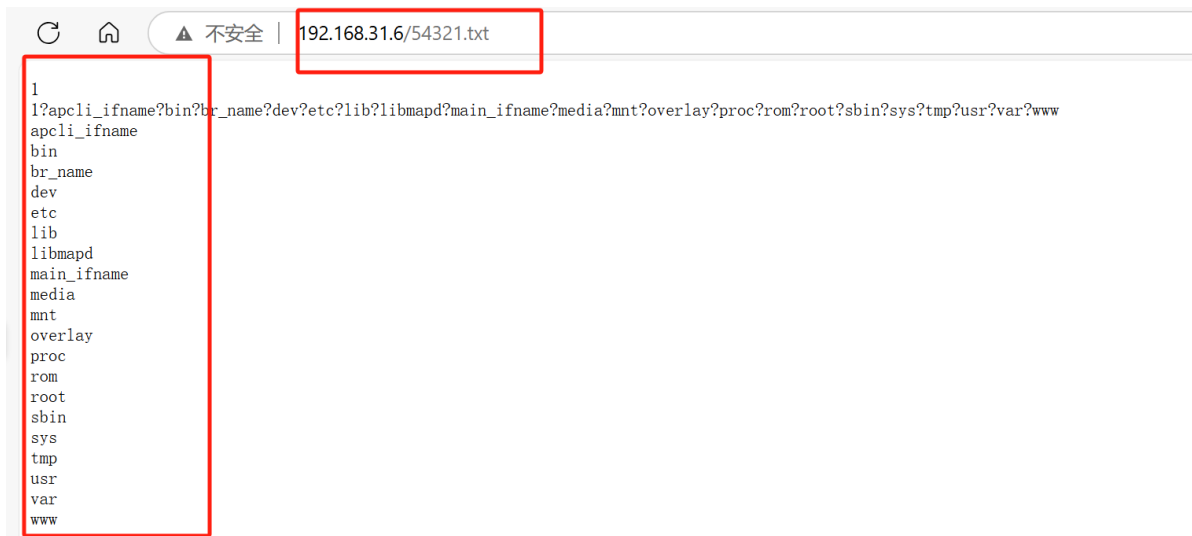 不安全 192.168.31.6/54321.txt
1
1?apcli_ifname?bin?br_name?dev?etc?lib?libmapd?main_ifname?media?mnt?overlay?proc?rom?root?sbin?sys?tmp?usr?var?www
apcli_ifname
bin
br_name
dev
etc
lib
libmapd
main_ifname
media
mnt
overlay
proc
rom
root
sbin
sys
tmp
usr
var
www